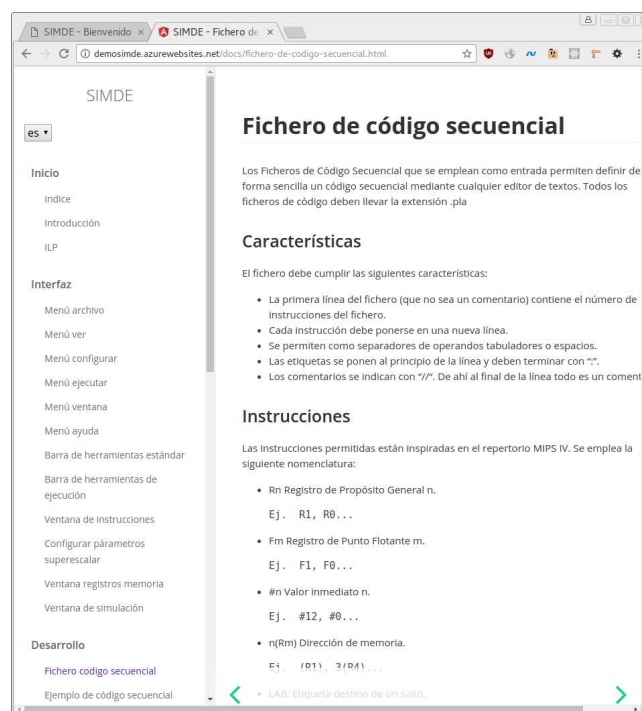 SIMDE - Bienvenido
SIMDE - Fichero de
demosimde.azurewebsites.net/docs/fichero-de-codigo-secuencial.html
SIMDE
es
Inicio
Indice
Introducción
ILP
Interfaz
Menú archivo
Menú ver
Menú configurar
Menú ejecutar
Menú ventana
Menú ayuda
Barra de herramientas estándar
Barra de herramientas de
ejecución
Ventana de instrucciones
Configurar párametros
superescalar
Ventana registros memoria
Ventana de simulación
Desarrollo
Fichero codigo secuencial
Ejemplo de código secuencial
Fichero de código secuencial
Los Ficheros de Código Secuencial que se emplean como entrada permiten definir de
forma sencilla un código secuencial mediante cualquier editor de textos. Todos los
ficheros de código deben llevar la extensión .pla
Características
El fichero debe cumplir las siguientes características:
• La primera línea del fichero (que no sea un comentario) contiene el número de
instrucciones del fichero.
• Cada instrucción debe ponerse en una nueva línea.
• Se permiten como separadores de operandos tabuladores o espacios.
• Las etiquetas se ponen al principio de la línea y deben terminar con “:”.
• Los comentarios se indican con “//”. De ahí al final de la línea todo es un coment
Instrucciones
Las instrucciones permitidas están inspiradas en el repertorio MIPS IV. Se emplea la
siguiente nomenclatura:
• Rn Registro de Propósito General n.
Ej. R1, R0...
• Fm Registro de Punto Flotante m.
Ej. F1, F0...
• #n Valor inmediato n.
Ej. #12, #0...
• n(Rm) Dirección de memoria.
Ej. (R1), 3(R4)...
• LAB: Etiqueta destino de un salto.